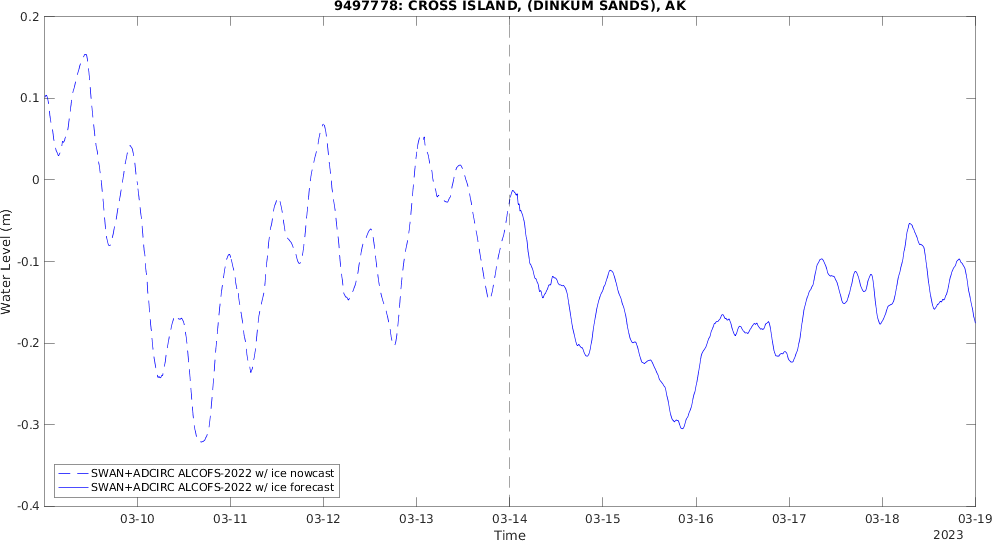 9497778: CROSS ISLAND, (DINKUM SANDS), AK
0.2
0.1
0
-0.1
-0.2
-0.3
-0.4
Water Level (m)
SWAN+ADCIRC ALCOFS-2022 w/ ice nowcast
SWAN+ADCIRC ALCOFS-2022 w/ ice forecast
03-10 03-11 03-12 03-13 03-14 03-15 03-16 03-17 03-18 03-19
Time
2023